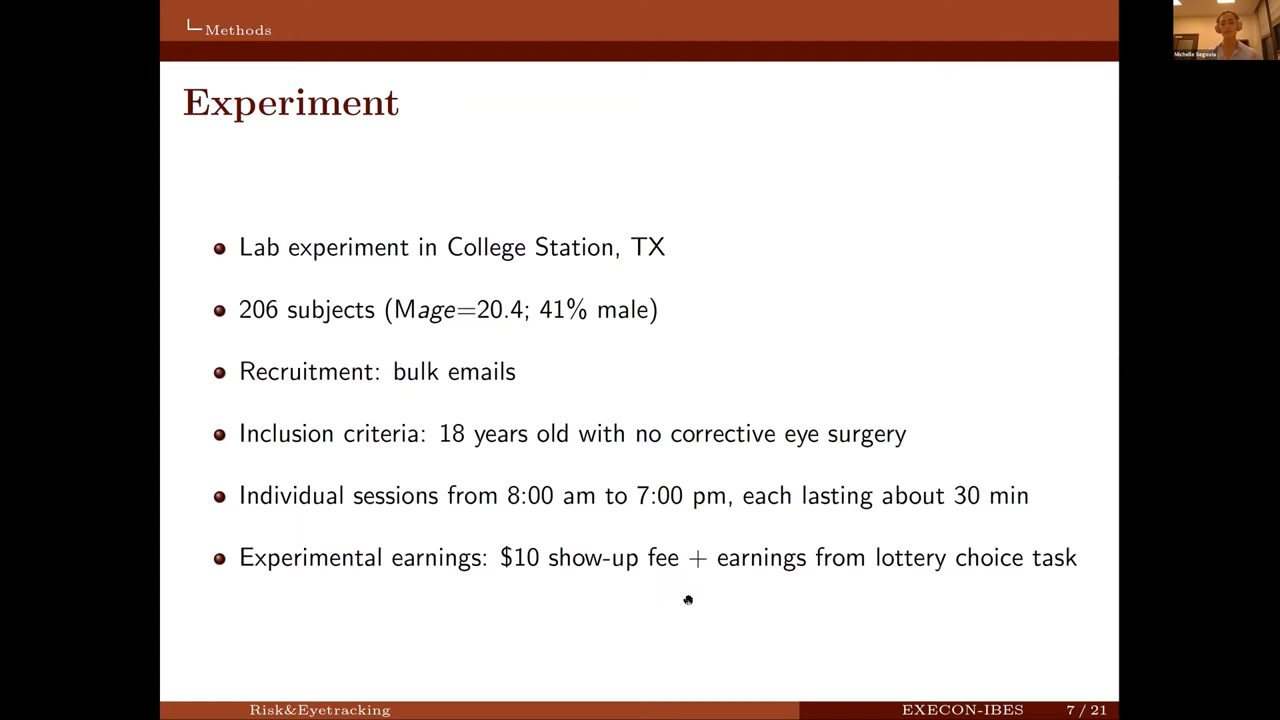 Methods
Michelle Segovia
Experiment
Lab experiment in College Station, TX
206 subjects (Mage=20.4; 41% male)
Recruitment: bulk emails
Inclusion criteria: 18 years old with no corrective eye surgery
Individual sessions from 8:00 am to 7:00 pm, each lasting about 30 min
Experimental earnings: $10 show-up fee + earnings from lottery choice task
Risk&Eyetracking
EXECON-IBES
7 / 21